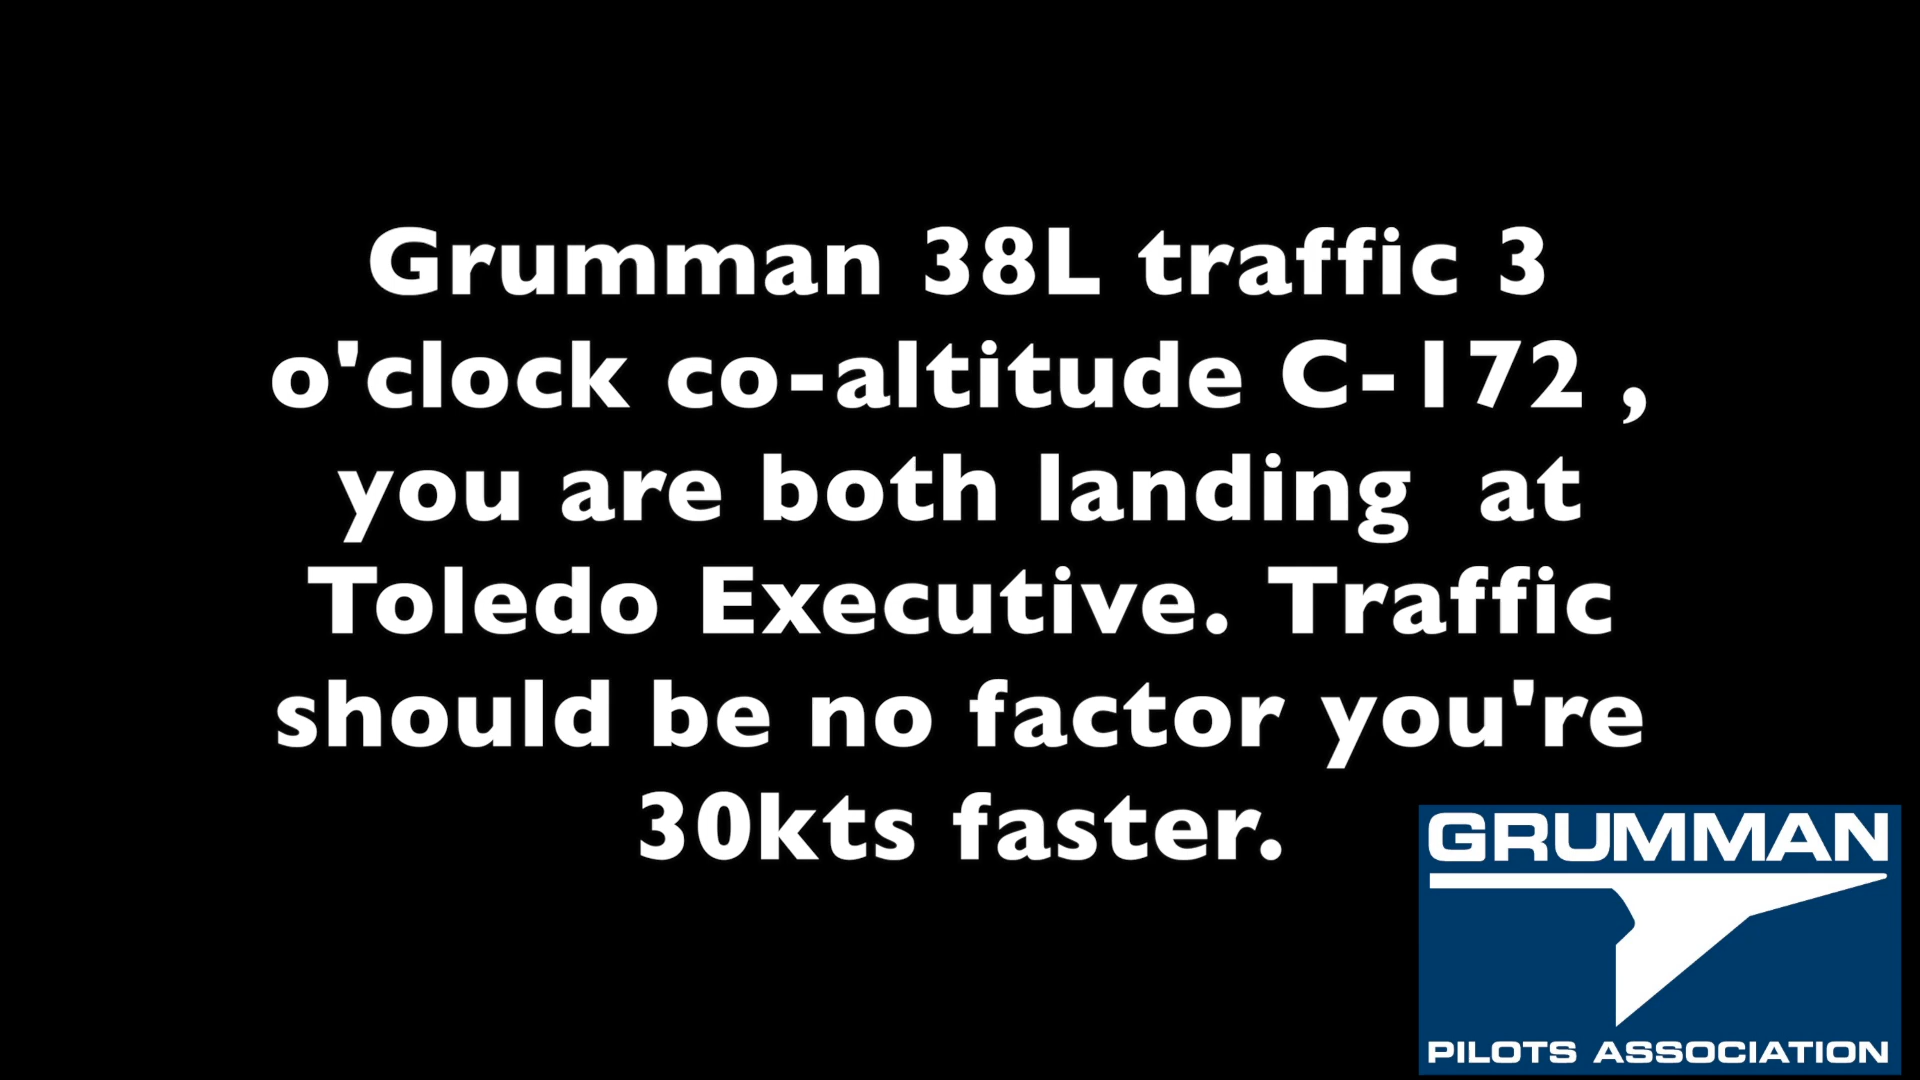 Grumman 38L traffic 3
o'clock co-altitude C-172 ,
you are both landing  at
Toledo Executive. Traffic
should be no factor you're
30kts faster.
GRUMMAN
PILOTS ASSOCIATION